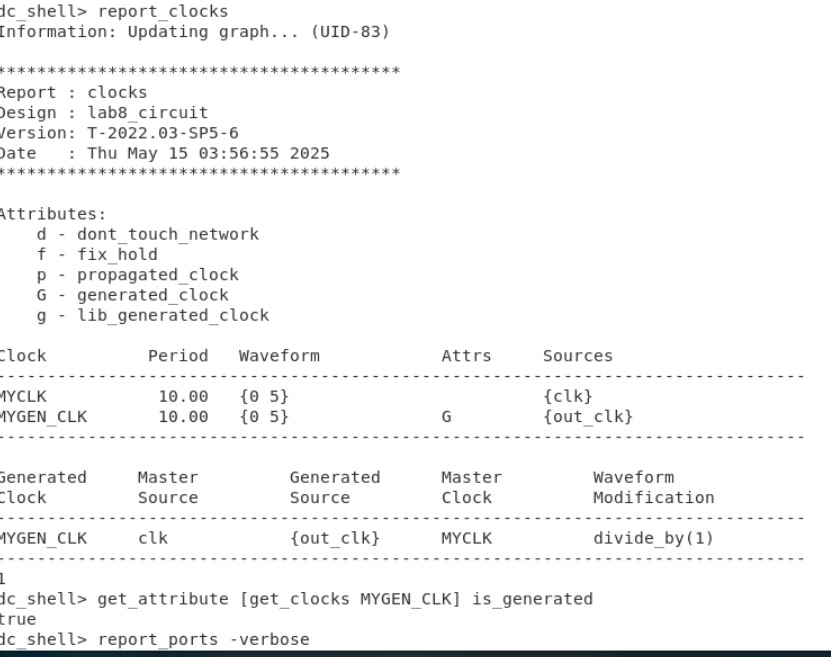 dc_shell> report_clocks
Information: Updating graph... (UID-83)
****************************************
Report : clocks
Design : lab8_circuit
Version: T-2022.03-SP5-6
Date   : Thu May 15 03:56:55 2025
****************************************
Attributes:
    d - dont_touch_network
    f - fix_hold
    p - propagated_clock
    G - generated_clock
    g - lib_generated_clock
Clock          Period   Waveform            Attrs     Sources
--------------------------------------------------------------------------------
MYCLK           10.00   {0 5}                         {clk}
MYGEN_CLK       10.00   {0 5}               G         {out_clk}
--------------------------------------------------------------------------------
Generated     Master         Generated      Master         Waveform
Clock         Source         Source         Clock          Modification
--------------------------------------------------------------------------------
MYGEN_CLK     clk            {out_clk}      MYCLK          divide_by(1)
--------------------------------------------------------------------------------
1
dc_shell> get_attribute [get_clocks MYGEN_CLK] is_generated
true
dc_shell> report_ports -verbose